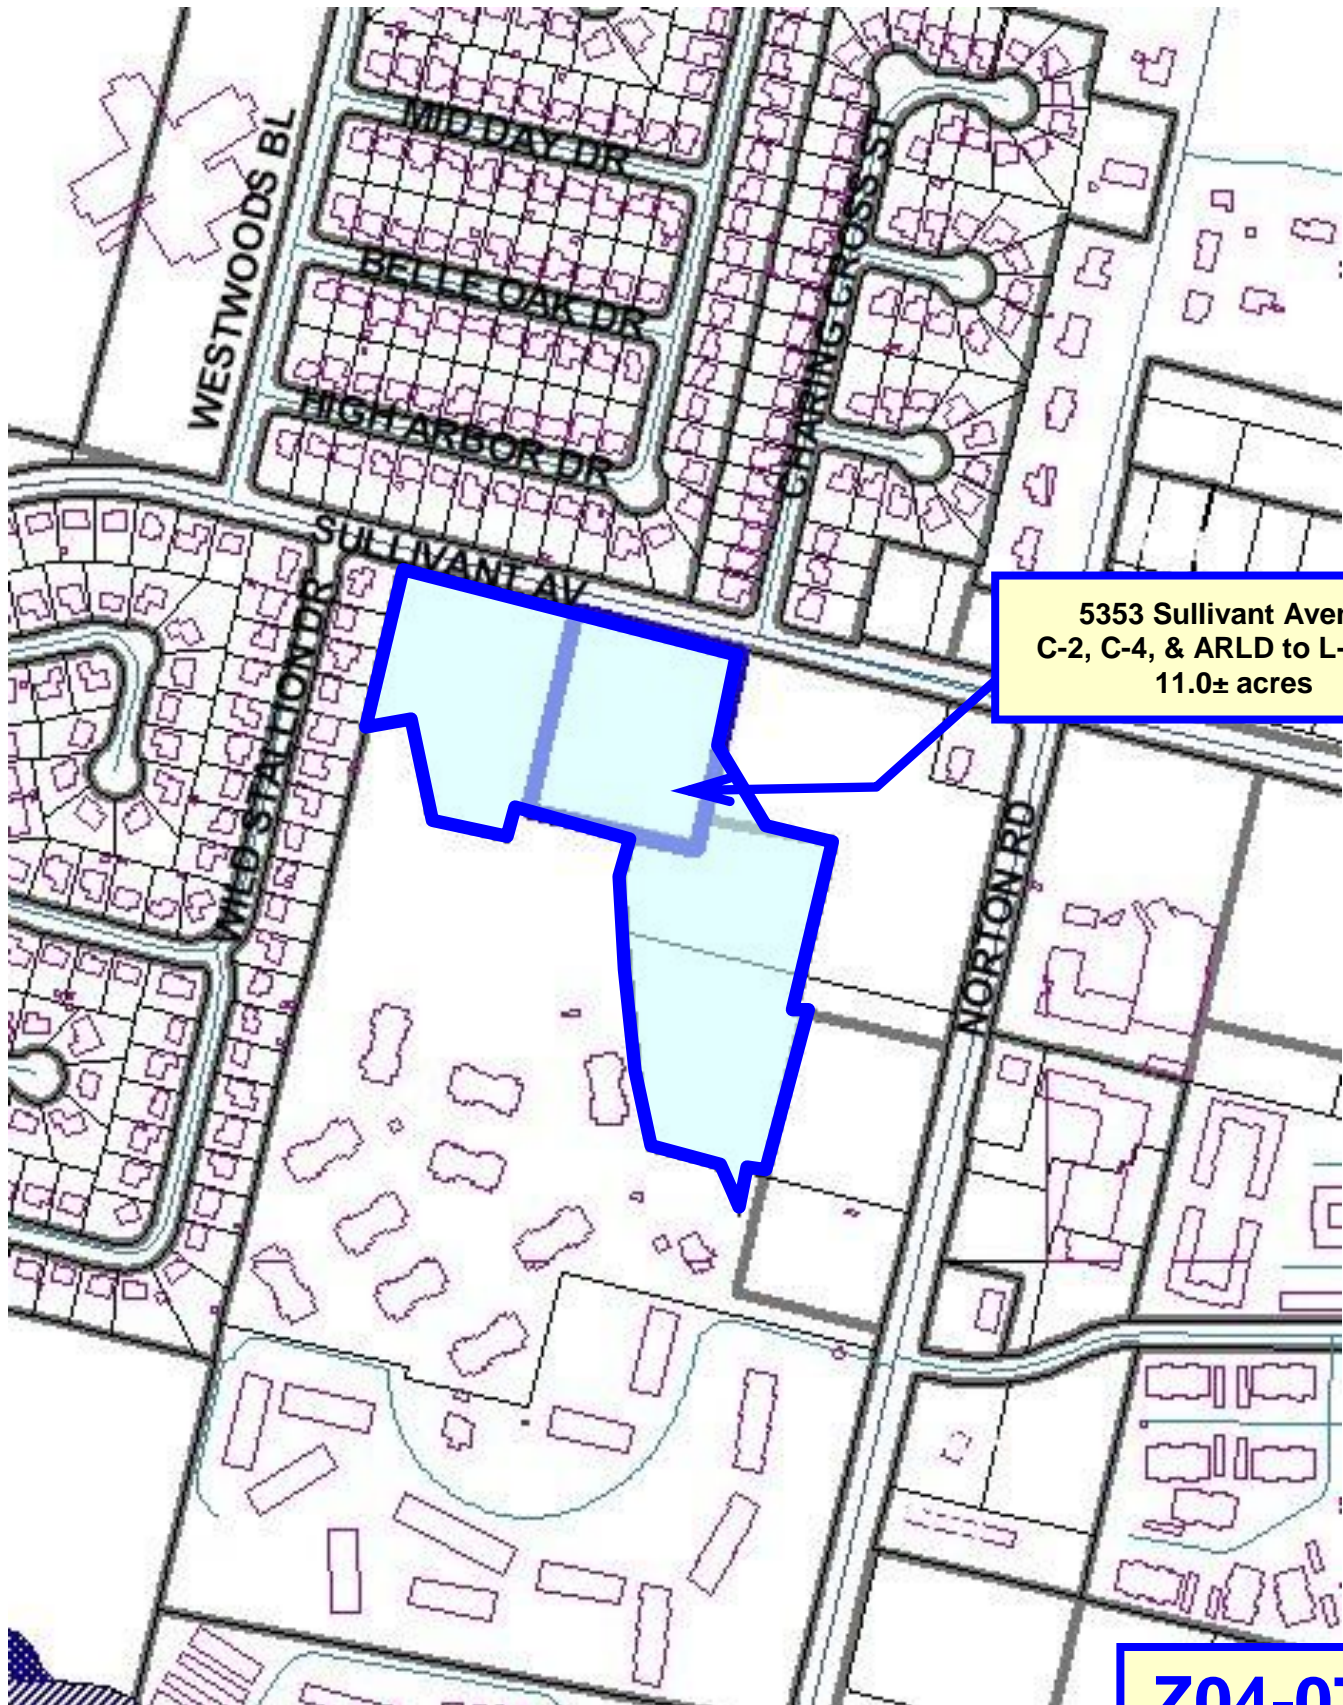 MID DAY DR
WESTWOODS BL
BELLE OAK DR
CHARING CROSS ST
HIGH ARBOR DR
SULLIVANT AV
WILD STALLION DR
5353 Sullivant Aven
C-2, C-4, & ARLD to L-
11.0± acres
NORTON RD
Z04-07